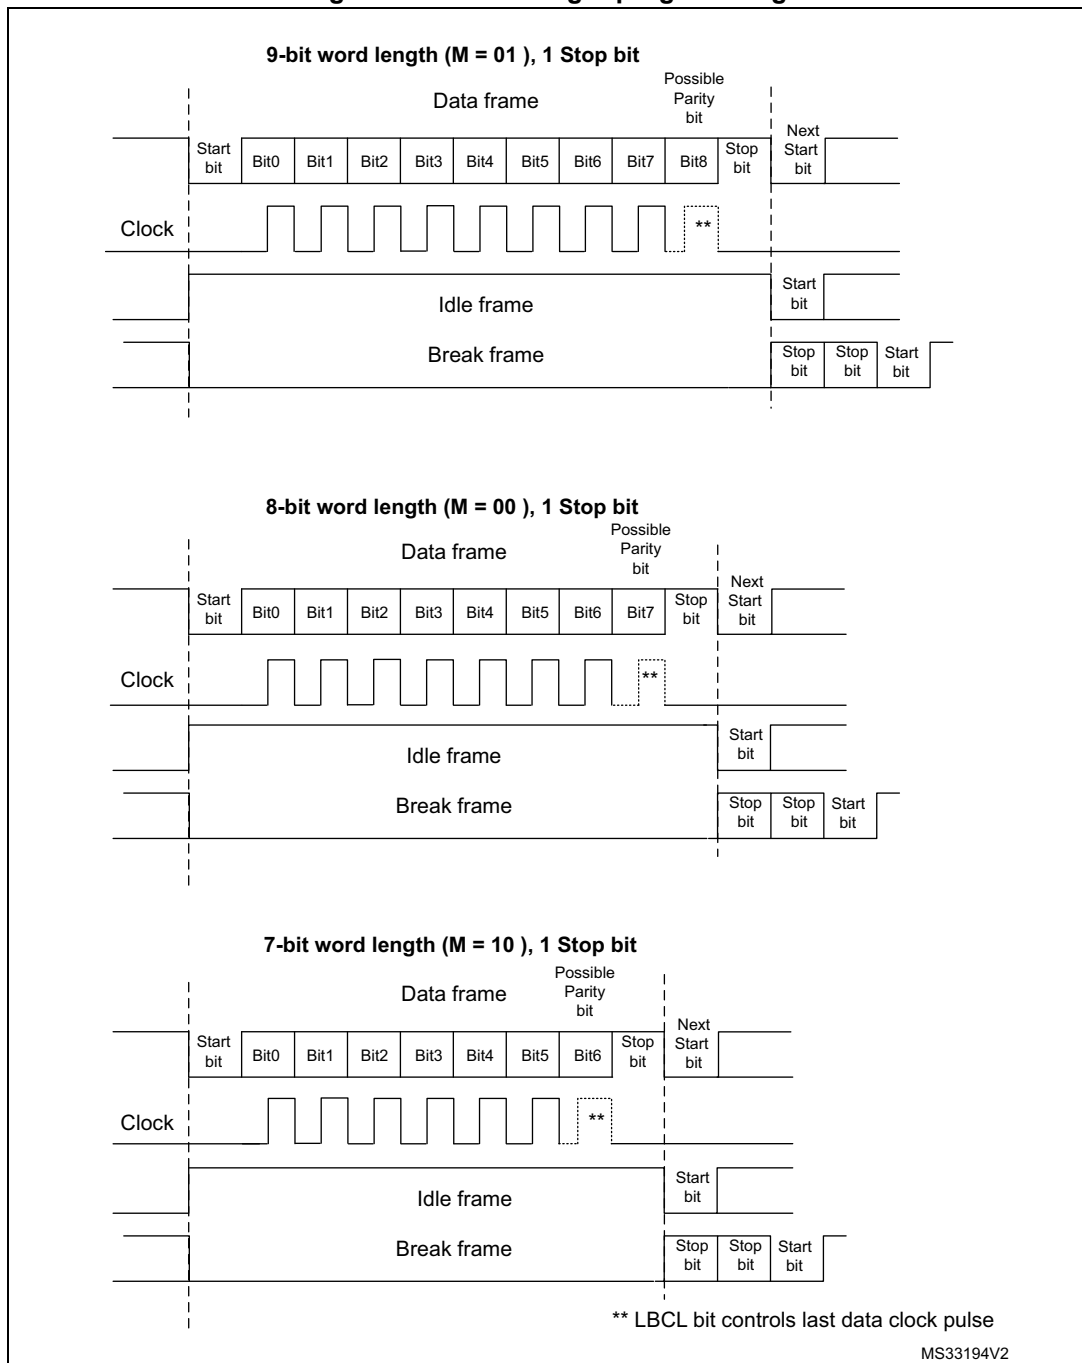 9-bit word length (M = 01 ), 1 Stop bit
Data frame
Possible
Parity
bit
Start
bit
Bit0
Bit1
Bit2
Bit3
Bit4
Bit5
Bit6
Bit7
Bit8
Stop
bit
Next
Start
bit
Clock
**
Idle frame
Start
bit
Break frame
Stop
bit
Stop
bit
Start
bit
8-bit word length (M = 00 ), 1 Stop bit
Data frame
Possible
Parity
bit
Start
bit
Bit0
Bit1
Bit2
Bit3
Bit4
Bit5
Bit6
Bit7
Stop
bit
Next
Start
bit
Clock
**
Idle frame
Start
bit
Break frame
Stop
bit
Stop
bit
Start
bit
7-bit word length (M = 10 ), 1 Stop bit
Data frame
Possible
Parity
bit
Start
bit
Bit0
Bit1
Bit2
Bit3
Bit4
Bit5
Bit6
Stop
bit
Next
Start
bit
Clock
**
Idle frame
Start
bit
Break frame
Stop
bit
Stop
bit
Start
bit
** LBCL bit controls last data clock pulse
MS33194V2